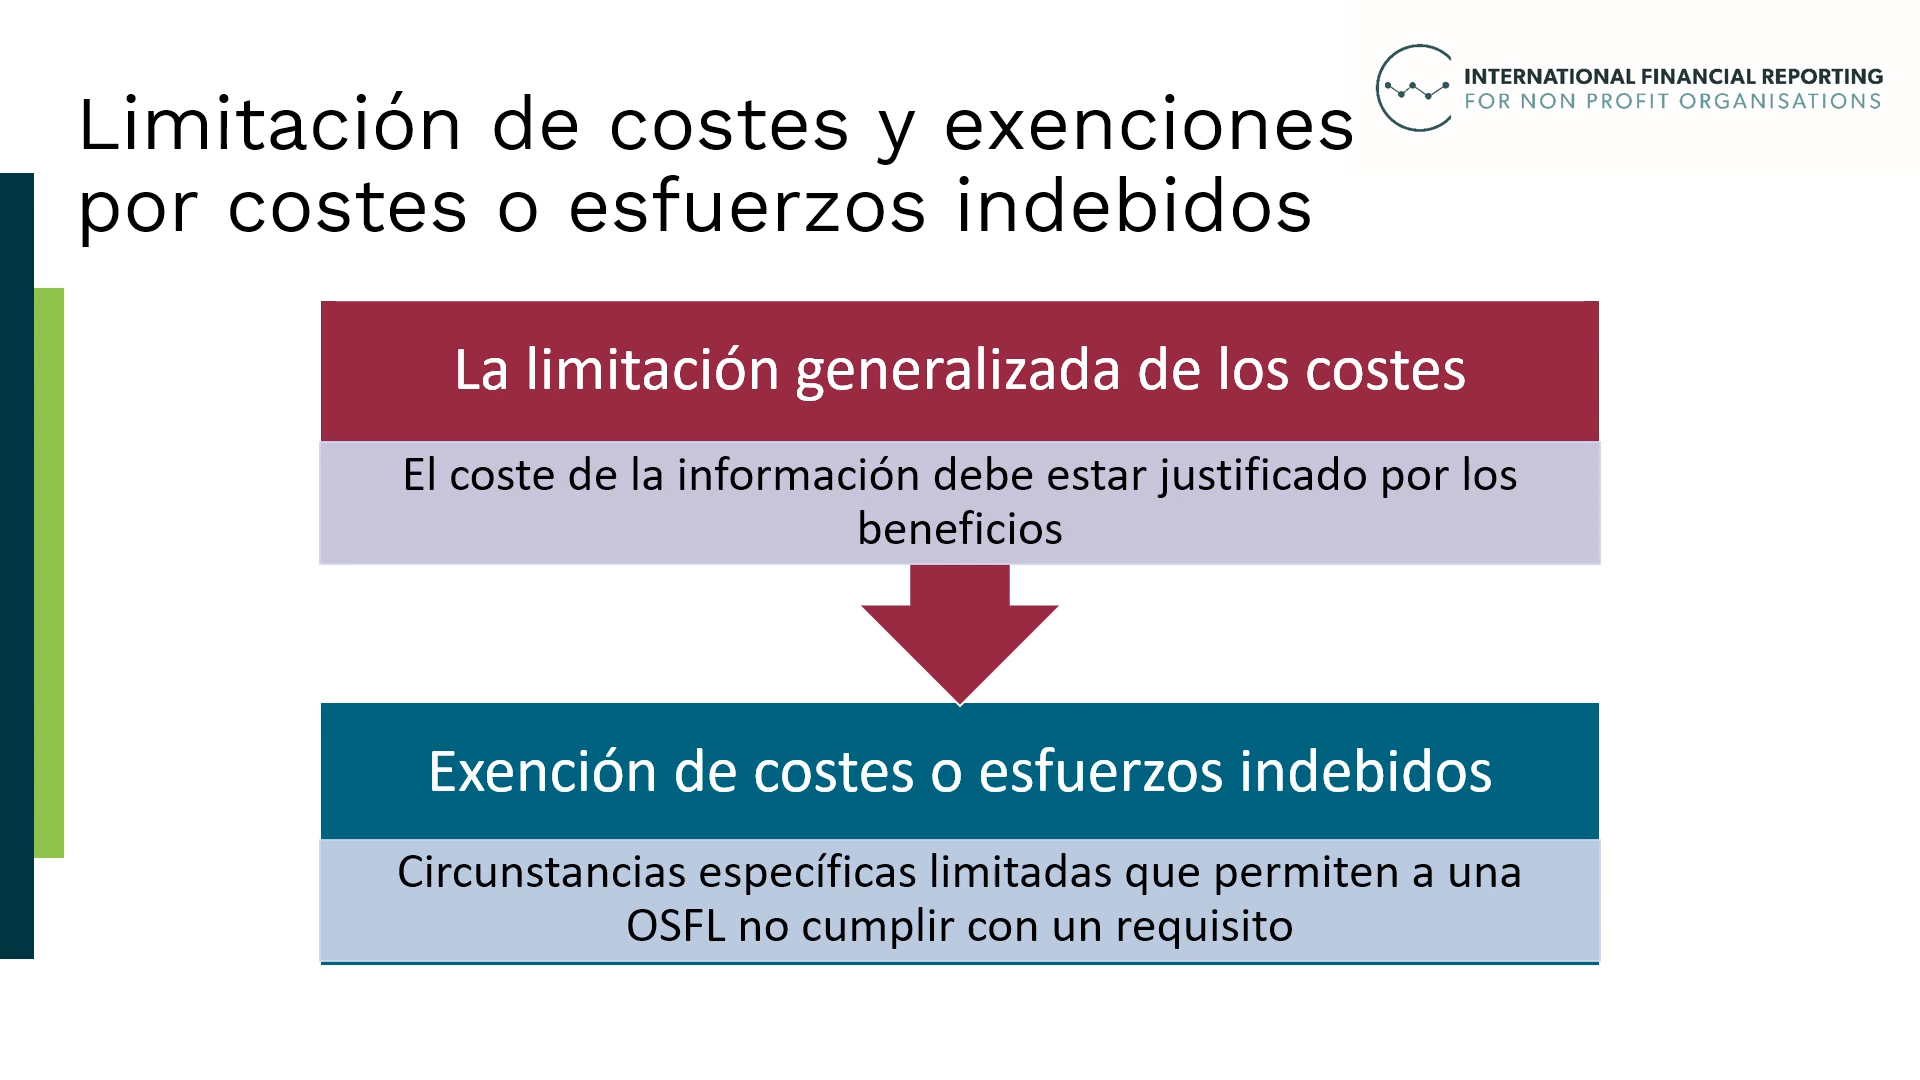 INTERNATIONAL FINANCIAL REPORTING
FOR NON PROFIT ORGANISATIONS
Limitación de costes y exenciones
por costes o esfuerzos indebidos
La limitación generalizada de los costes
El coste de la información debe estar justificado por los
beneficios
Exención de costes o esfuerzos indebidos
Circunstancias específicas limitadas que permiten a una
OSFL no cumplir con un requisito